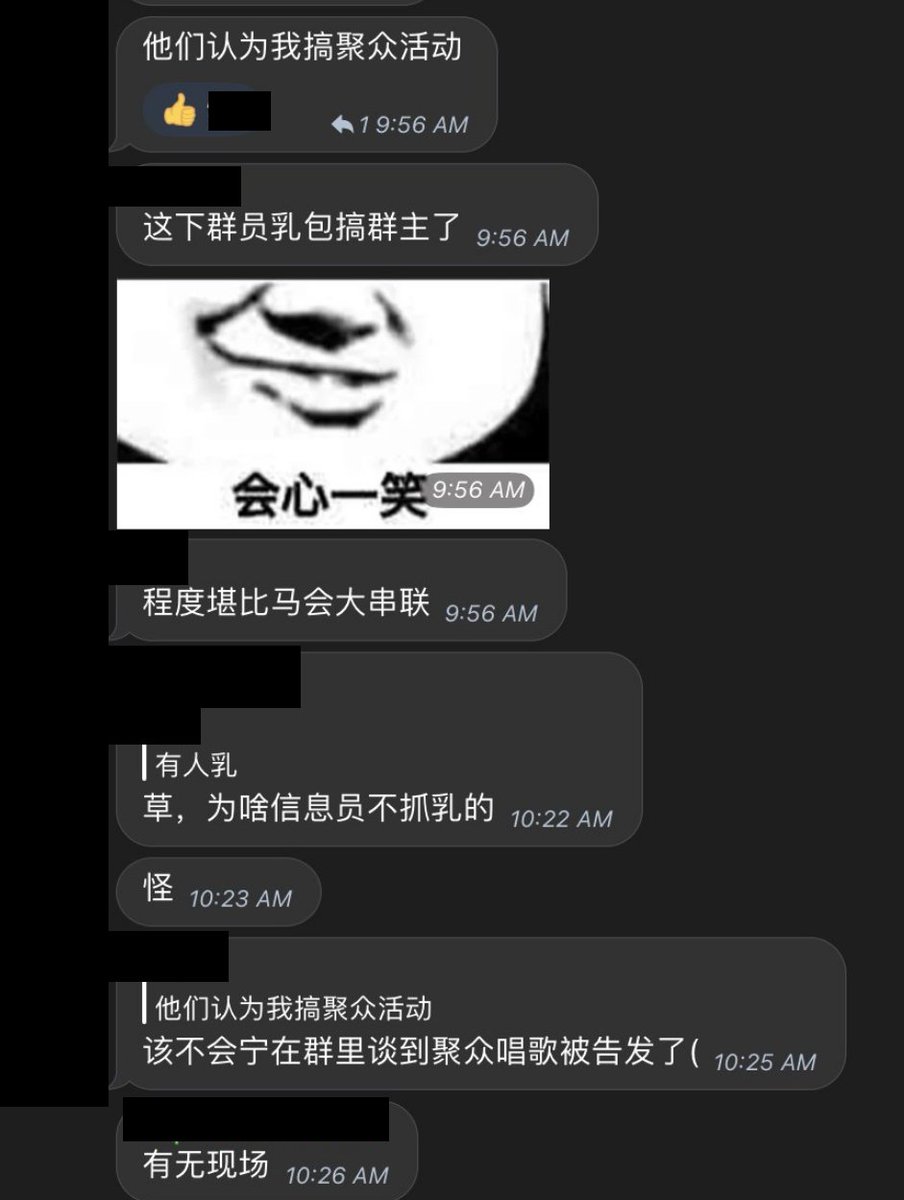 他们认为我搞聚众活动
👍
1 9:56 AM
这下群员乳包搞群主了 9:56 AM
会心一笑 9:56 AM
程度堪比马会大串联 9:56 AM
有人乳
草，为啥信息员不抓乳的 10:22 AM
怪 10:23 AM
他们认为我搞聚众活动
该不会宁在群里谈到聚众唱歌被告发了( 10:25 AM
有无现场 10:26 AM